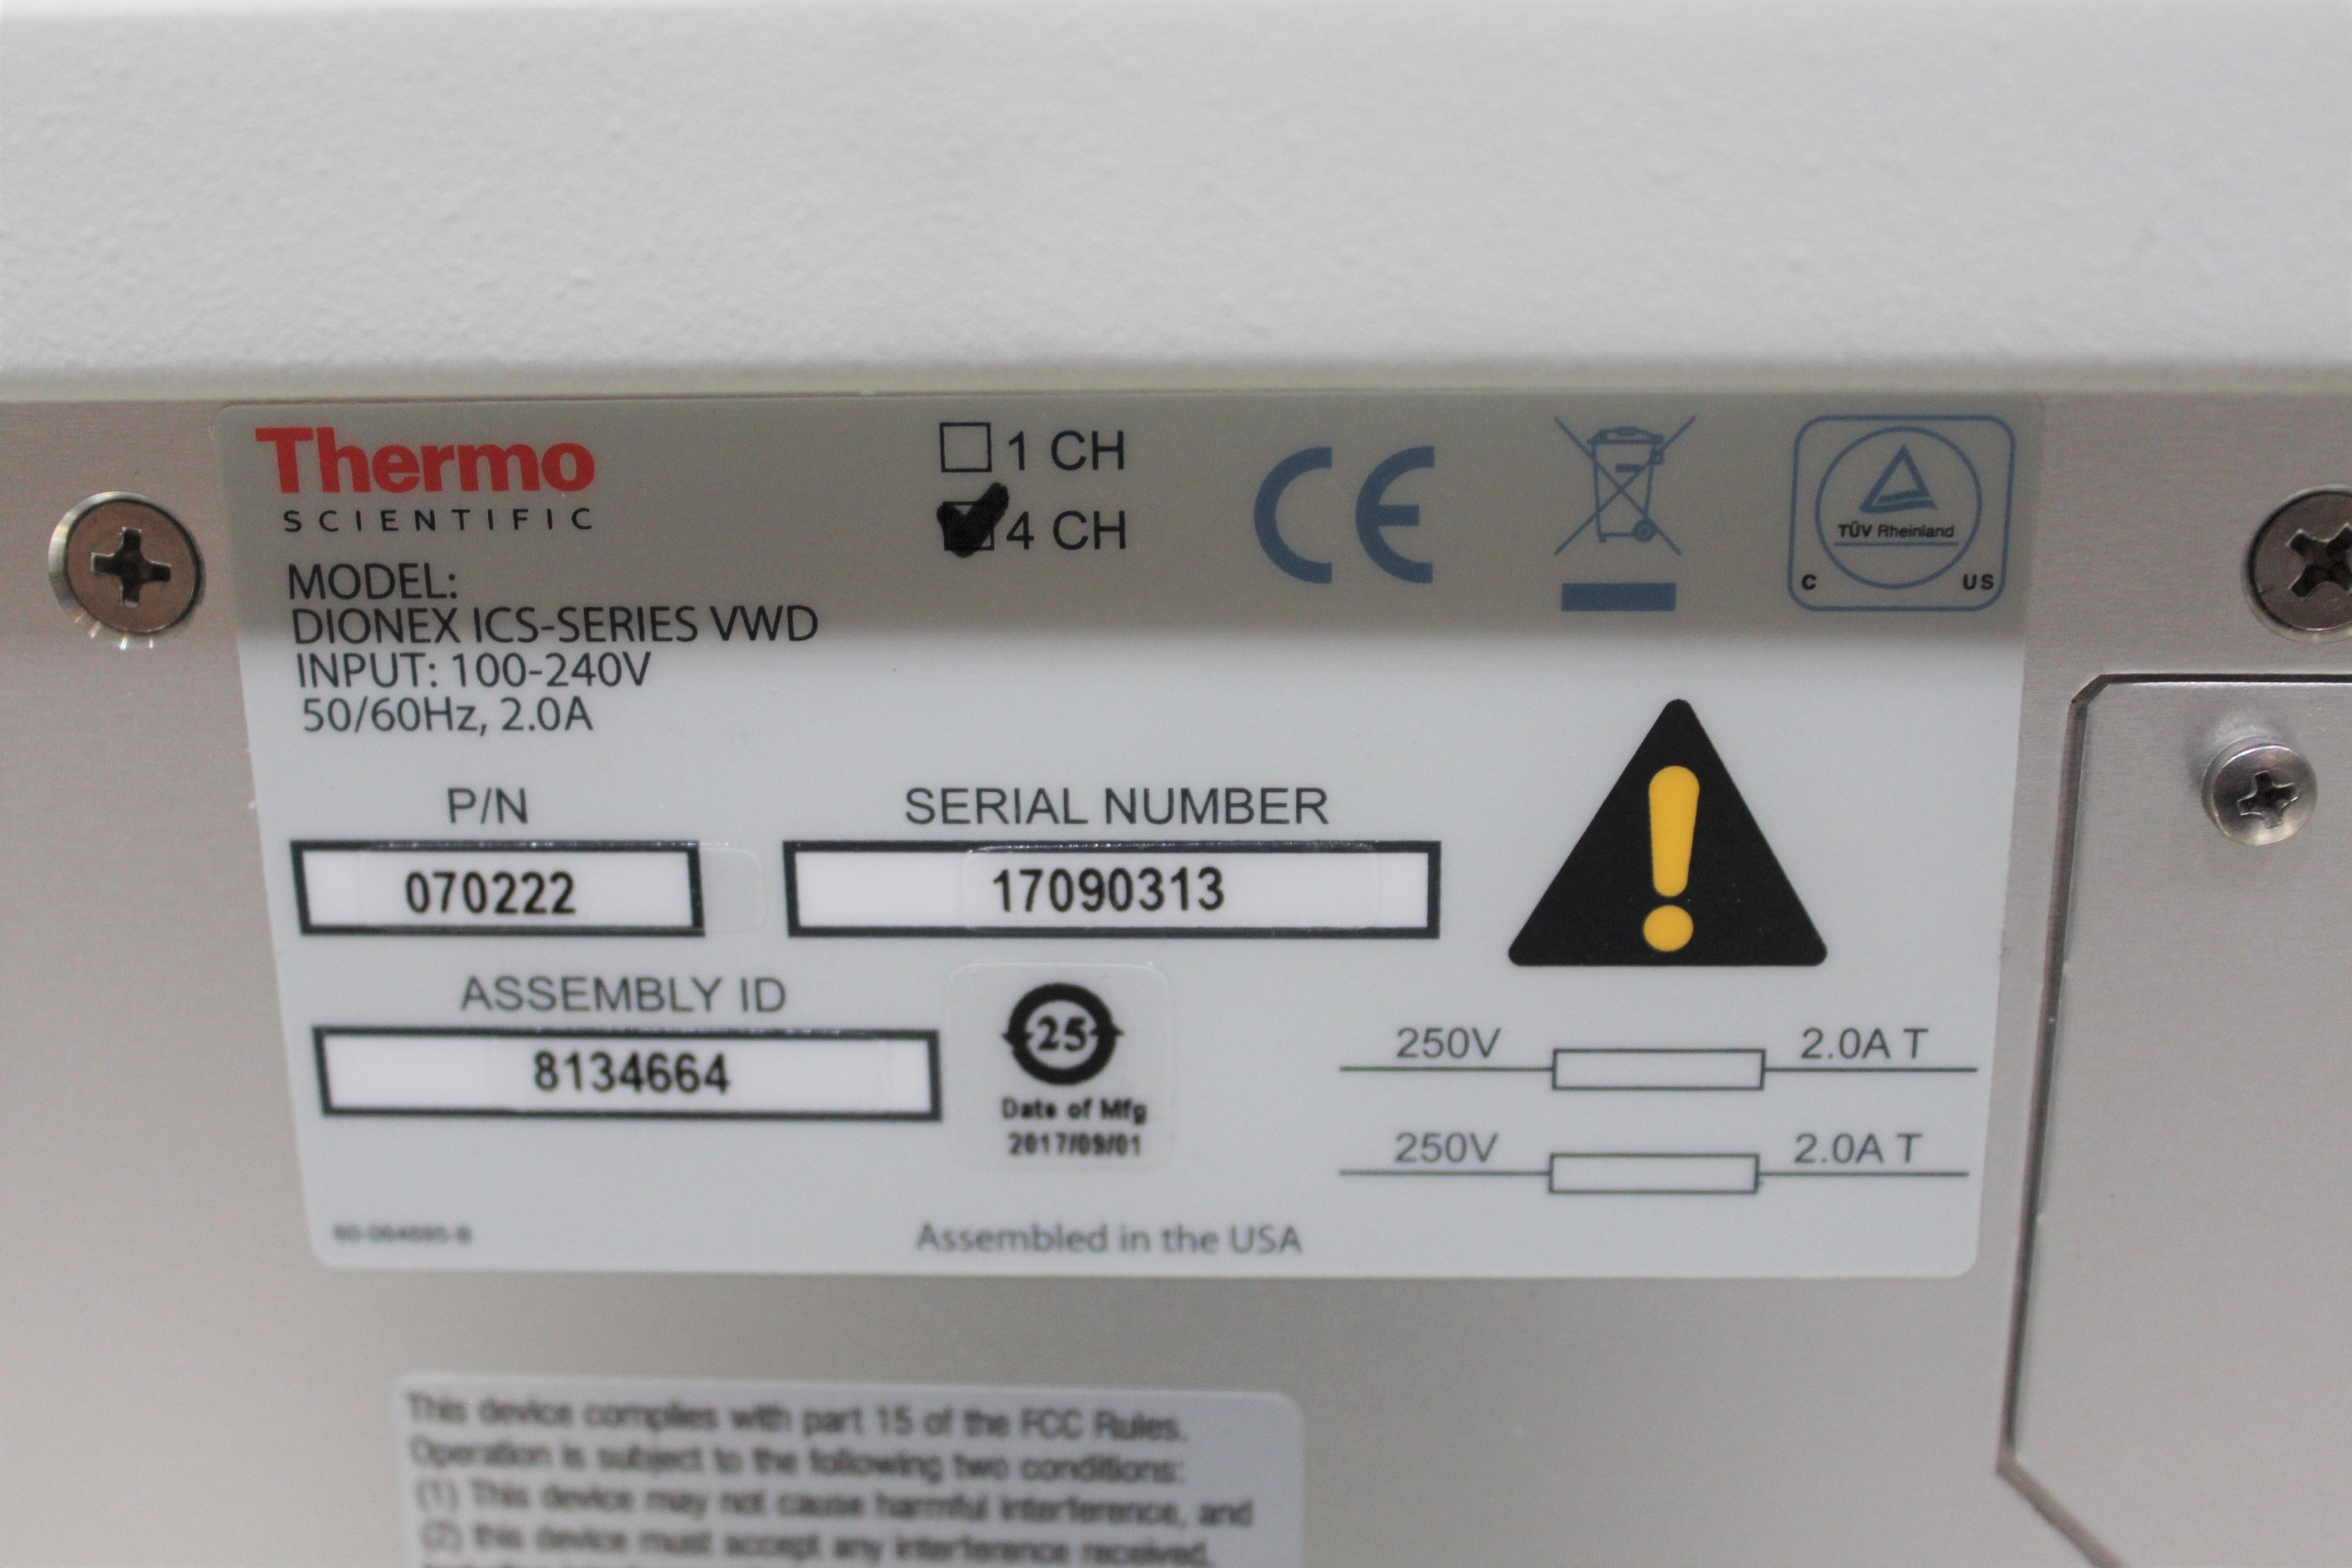 Thermo
SCIENTIFIC
MODEL:
DIONEX ICS-SERIES VWD
INPUT: 100-240V
50/60Hz, 2.0A
1 CH
4 CH
CE
TÜV Rheinland
C US
P/N
070222
SERIAL NUMBER
17090313
ASSEMBLY ID
8134664
25
Date of Mfg
2017/09/01
250V 2.0A T
250V 2.0A T
Assembled in the USA
This device complies with part 15 of the FCC Rules.
Operation is subject to the following two conditions:
(1) This device may not cause harmful interference, and
(2) this device must accept any interference received,